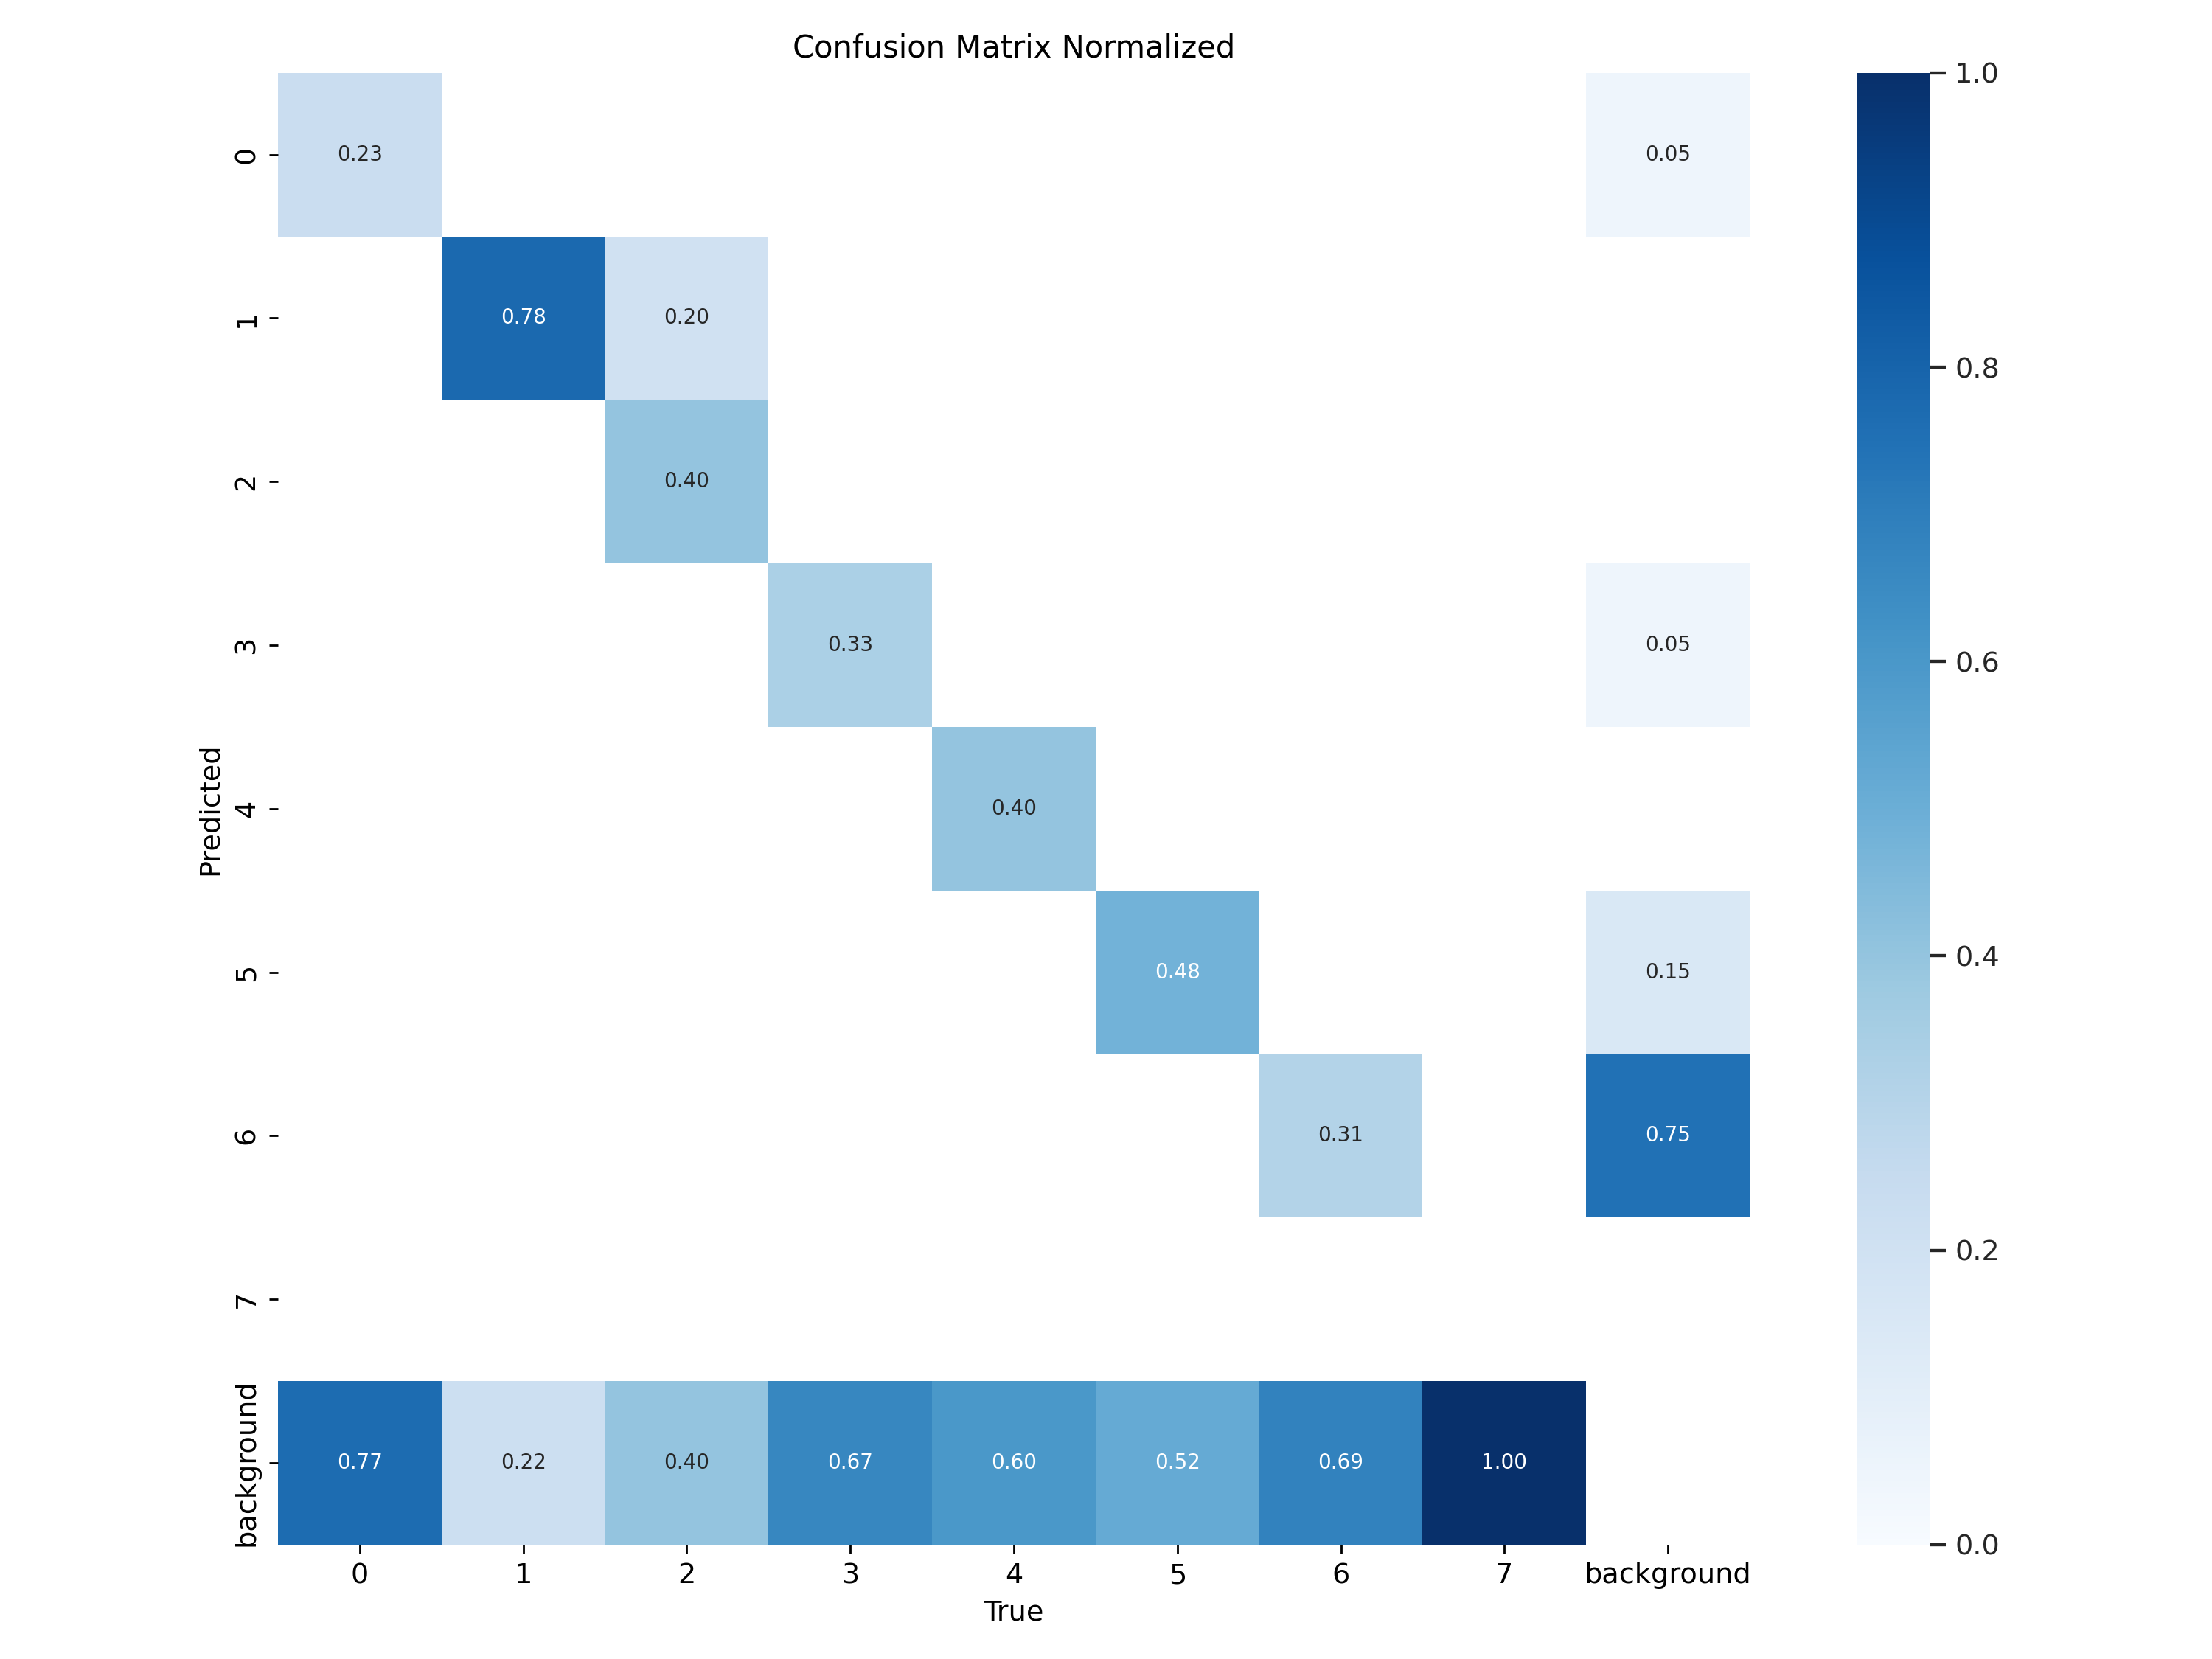 Confusion Matrix Normalized
0 0.23 0.05
1 0.78 0.20
2 0.40
3 0.33 0.05
4 0.40
5 0.48 0.15
6 0.31 0.75
7
background 0.77 0.22 0.40 0.67 0.60 0.52 0.69 1.00
0 1 2 3 4 5 6 7 background
True
Predicted
1.0
0.8
0.6
0.4
0.2
0.0